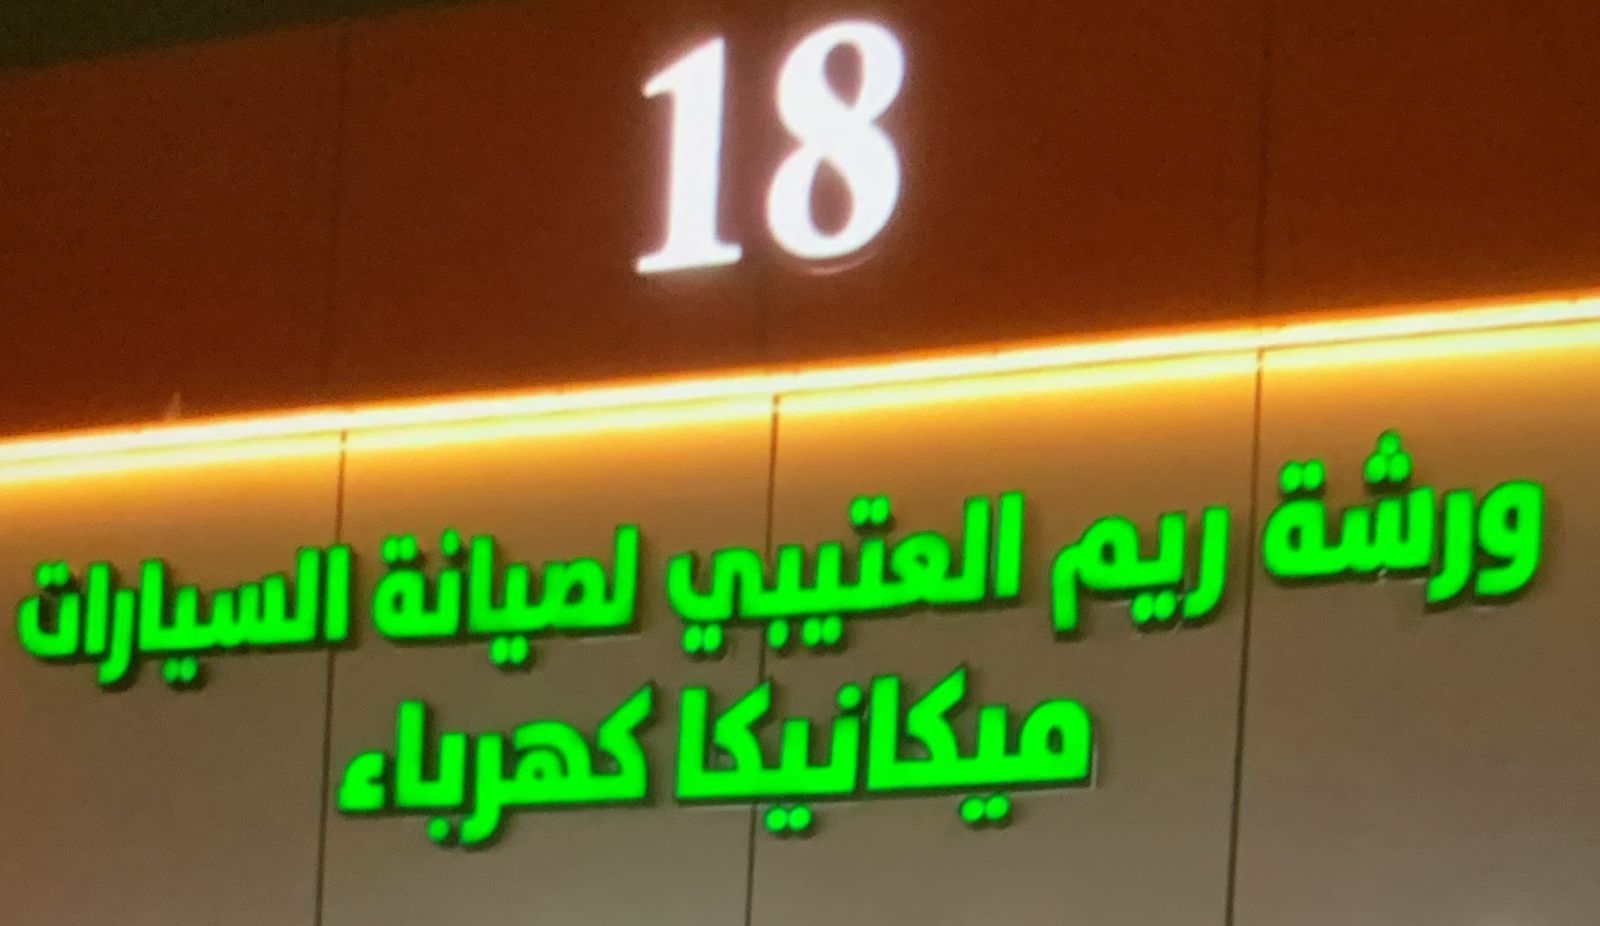 18
ورشة ريم العتيبي لصيانة السيارات
ميكانيكا كهرباء